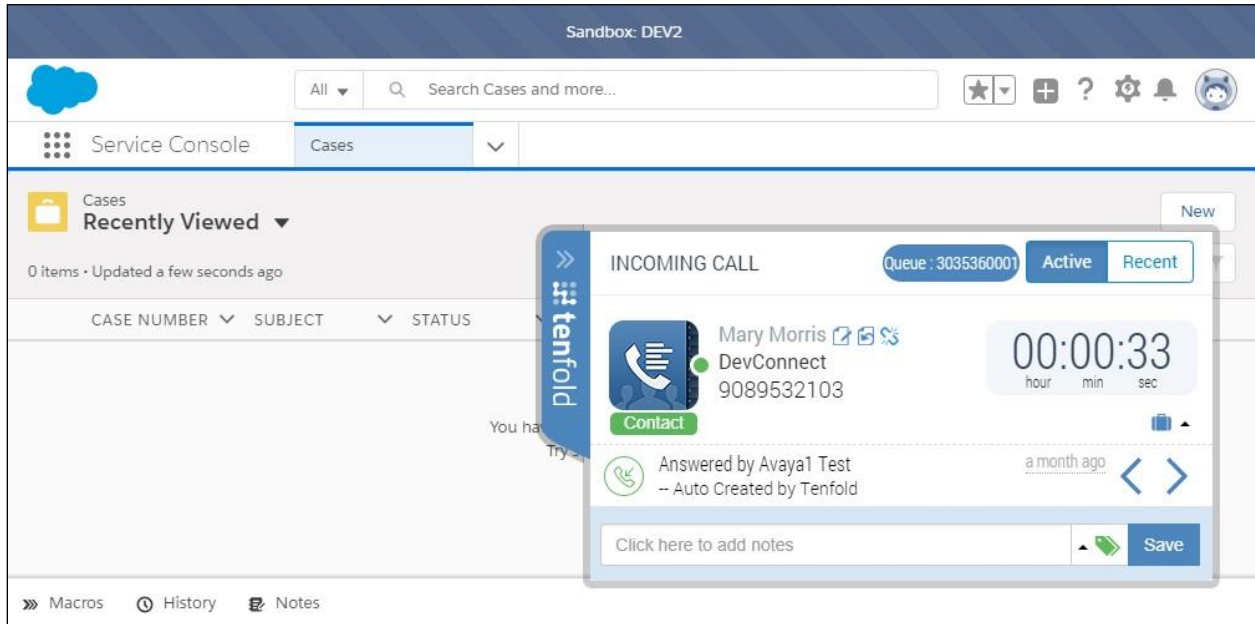 Sandbox: DEV2
All Search Cases and more...
Service Console Cases
Cases
Recently Viewed
New
0 items • Updated a few seconds ago
CASE NUMBER SUBJECT STATUS
You ha
Try s
tenfold
INCOMING CALL Queue : 3035360001 Active Recent
Mary Morris
DevConnect
9089532103
Contact
00:00:33
hour min sec
Answered by Avaya1 Test a month ago
-- Auto Created by Tenfold
Click here to add notes Save
Macros History Notes